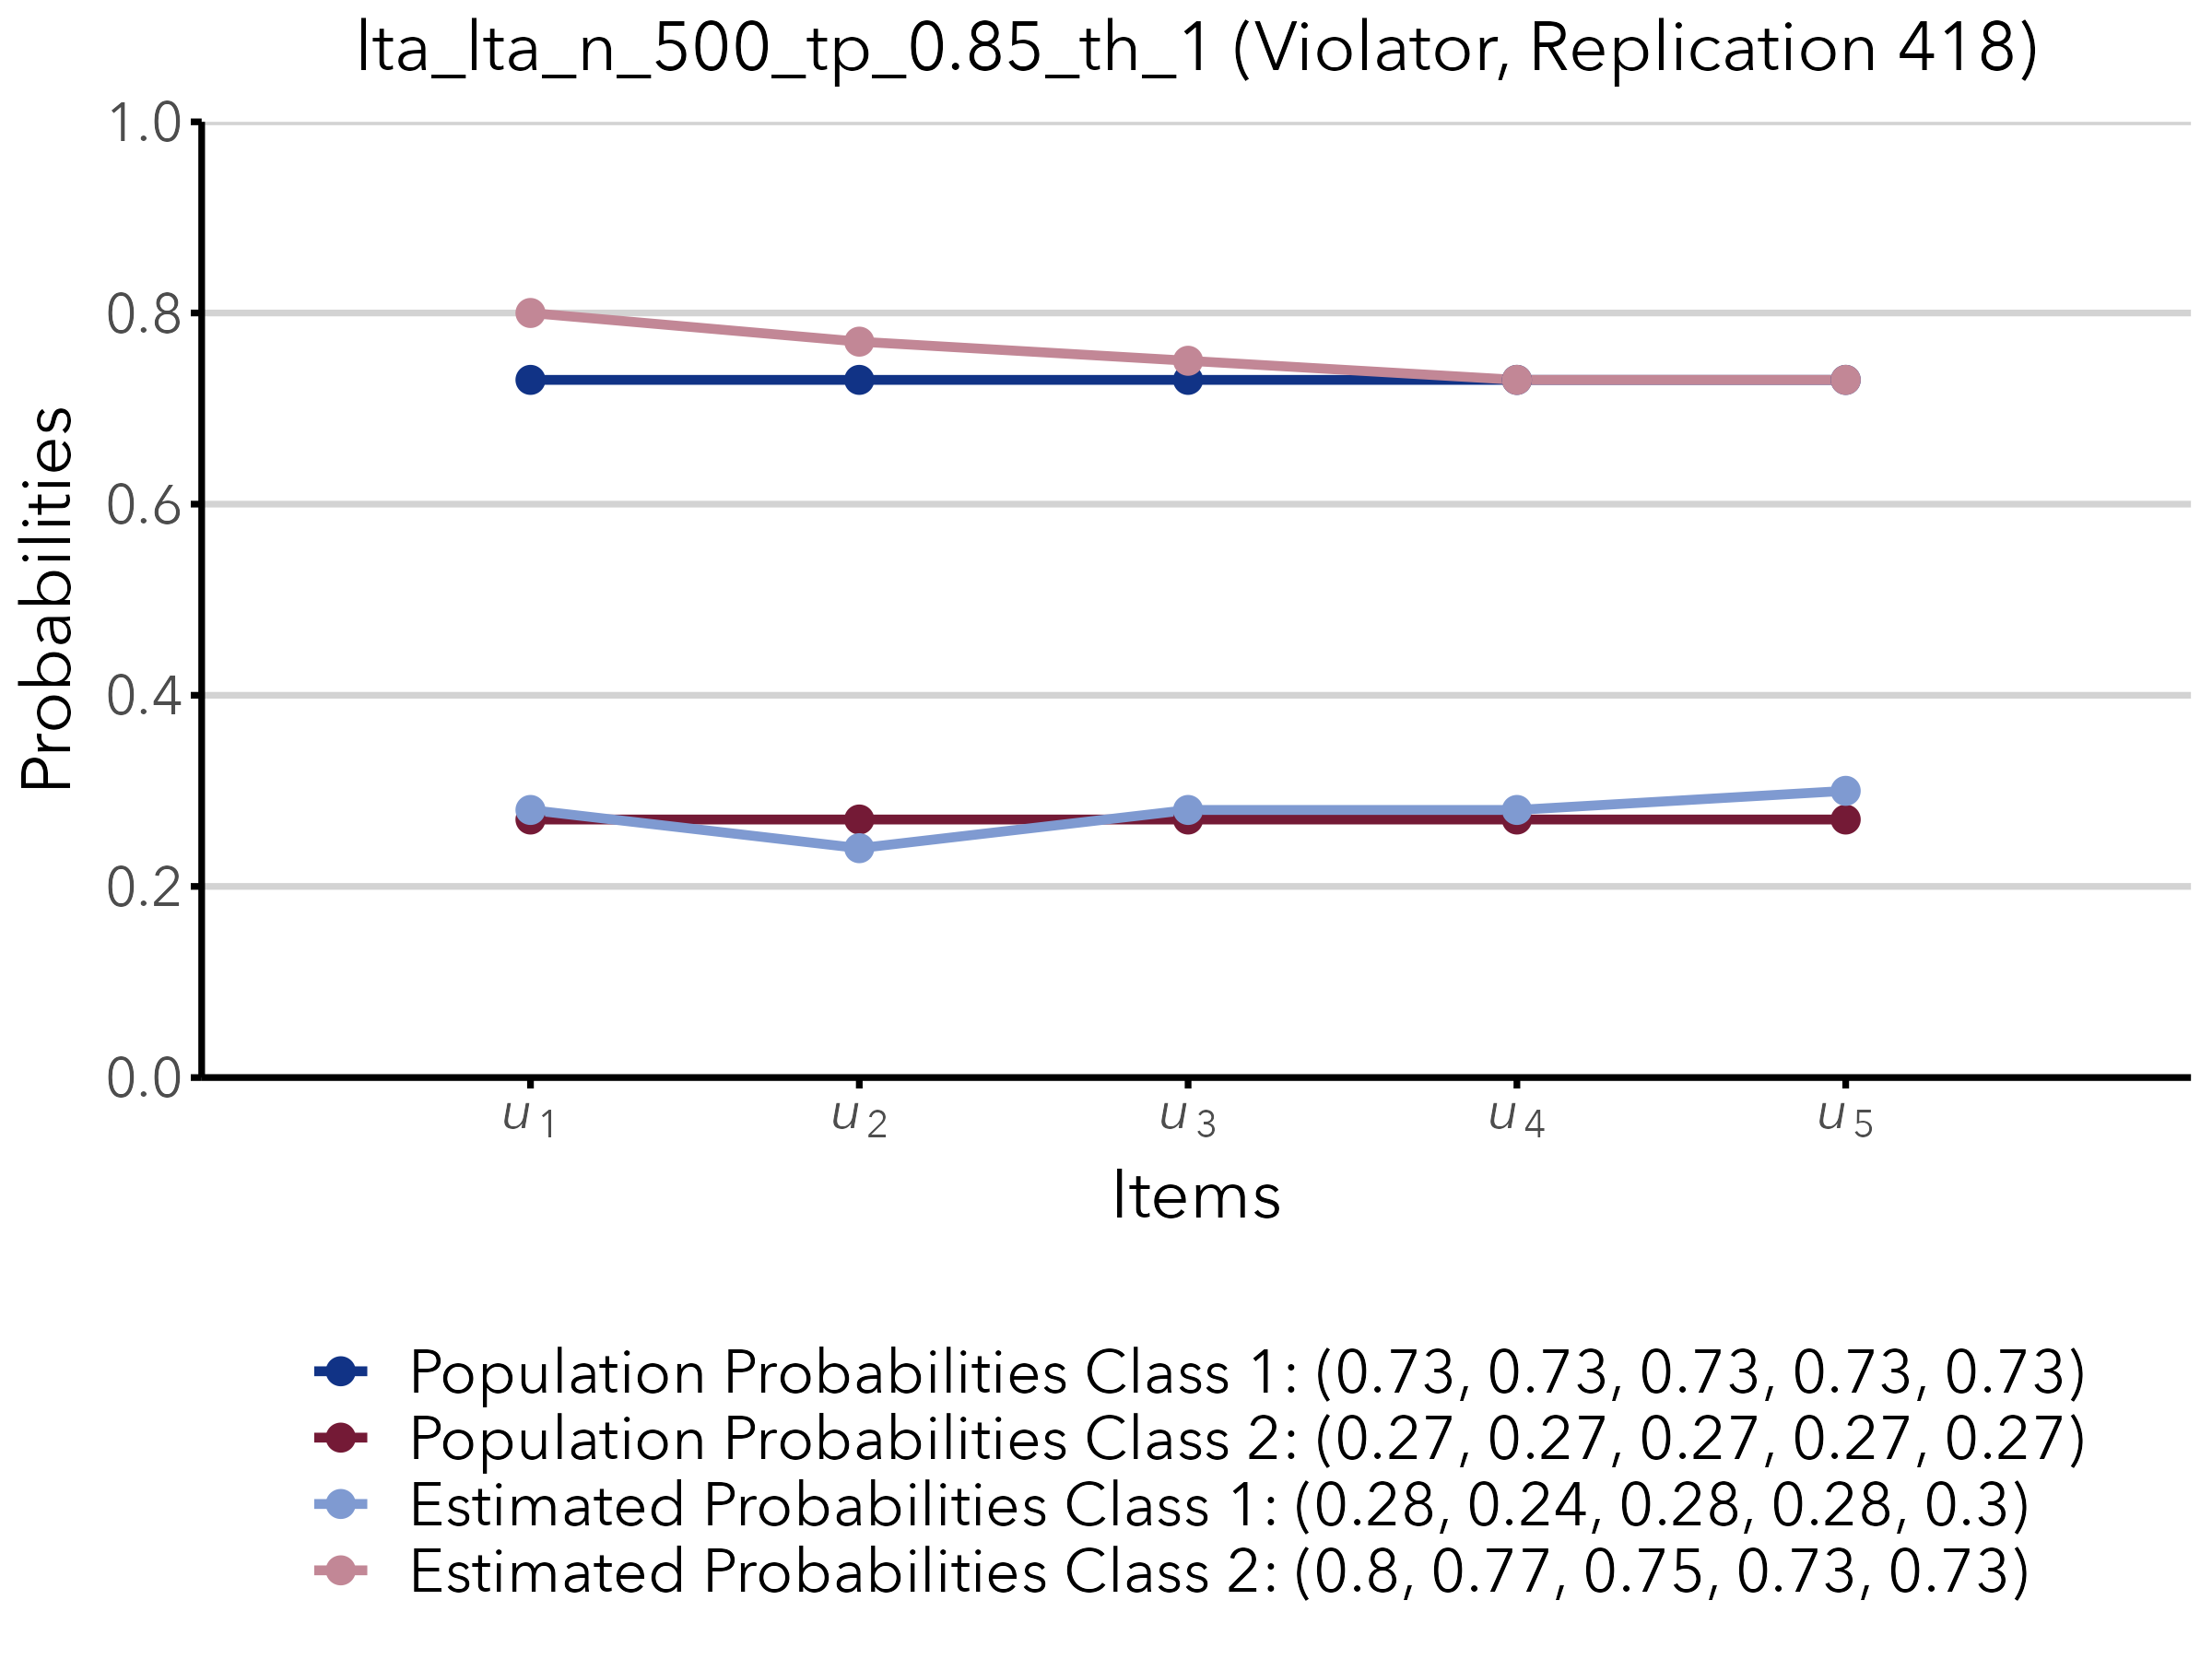 lta_lta_n_500_tp_0.85_th_1 (Violator, Replication 418)
1.0
0.8
0.6
0.4
0.2
0.0
Probabilities
u1 u2 u3 u4 u5
Items
Population Probabilities Class 1: (0.73, 0.73, 0.73, 0.73, 0.73)
Population Probabilities Class 2: (0.27, 0.27, 0.27, 0.27, 0.27)
Estimated Probabilities Class 1: (0.28, 0.24, 0.28, 0.28, 0.3)
Estimated Probabilities Class 2: (0.8, 0.77, 0.75, 0.73, 0.73)